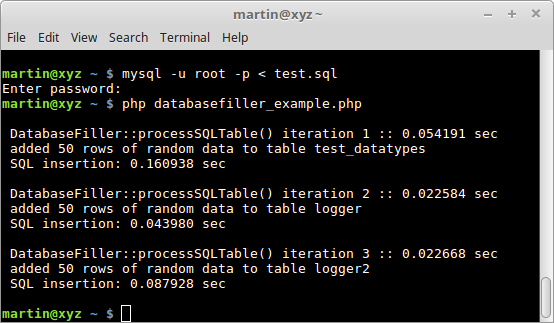 martin@xyz ~
File Edit View Search Terminal Help
martin@xyz ~ $ mysql -u root -p < test.sql
Enter password:
martin@xyz ~ $ php databasefiller_example.php
DatabaseFiller::processSQLTable() iteration 1 :: 0.054191 sec
added 50 rows of random data to table test_datatypes
SQL insertion: 0.160938 sec
DatabaseFiller::processSQLTable() iteration 2 :: 0.022584 sec
added 50 rows of random data to table logger
SQL insertion: 0.043980 sec
DatabaseFiller::processSQLTable() iteration 3 :: 0.022668 sec
added 50 rows of random data to table logger2
SQL insertion: 0.087928 sec
martin@xyz ~ $